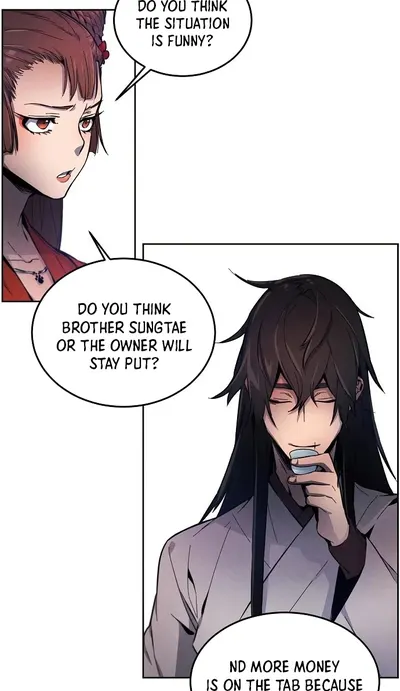 DO YOU THINK
THE SITUATION
IS FUNNY?
DO YOU THINK
BROTHER SUNGTAE
OR THE OWNER WILL
STAY PUT?
ND MORE MONEY
IS ON THE TAB BECAUSE